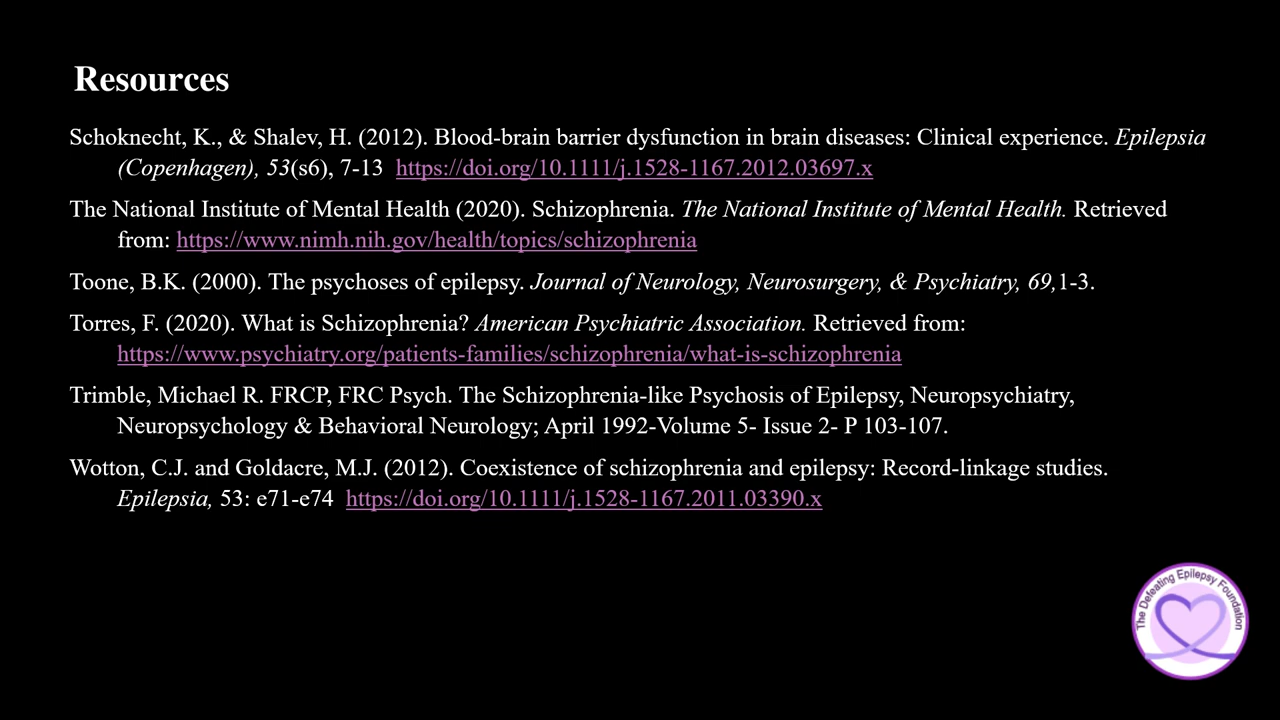 Resources
Schoknecht, K., & Shalev, H. (2012). Blood-brain barrier dysfunction in brain diseases: Clinical experience. Epilepsia
(Copenhagen), 53(s6), 7-13  https://doi.org/10.1111/j.1528-1167.2012.03697.x
The National Institute of Mental Health (2020). Schizophrenia. The National Institute of Mental Health. Retrieved
from: https://www.nimh.nih.gov/health/topics/schizophrenia
Toone, B.K. (2000). The psychoses of epilepsy. Journal of Neurology, Neurosurgery, & Psychiatry, 69,1-3.
Torres, F. (2020). What is Schizophrenia? American Psychiatric Association. Retrieved from:
https://www.psychiatry.org/patients-families/schizophrenia/what-is-schizophrenia
Trimble, Michael R. FRCP, FRC Psych. The Schizophrenia-like Psychosis of Epilepsy, Neuropsychiatry,
Neuropsychology & Behavioral Neurology; April 1992-Volume 5- Issue 2- P 103-107.
Wotton, C.J. and Goldacre, M.J. (2012). Coexistence of schizophrenia and epilepsy: Record-linkage studies.
Epilepsia, 53: e71-e74  https://doi.org/10.1111/j.1528-1167.2011.03390.x
The Defeating Epilepsy Foundation